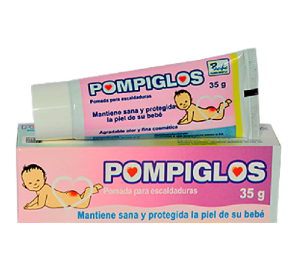 POMPIGLOS
Pomada para escaldaduras
35 g
Mantiene sana y protegida
la piel de su bebé
Agradable olor y fina cosmética
POMPIGLOS
Pomada para escaldaduras
35 g
Mantiene sana y protegida la piel de su bebé